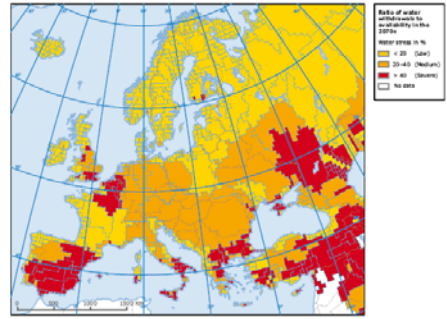 Ratio of water
withdrawals to
availability in the
2070s
Water stress in %
< 20 (Low)
20–40 (Medium)
> 40 (Severe)
No data
0 500 1000 1500 km